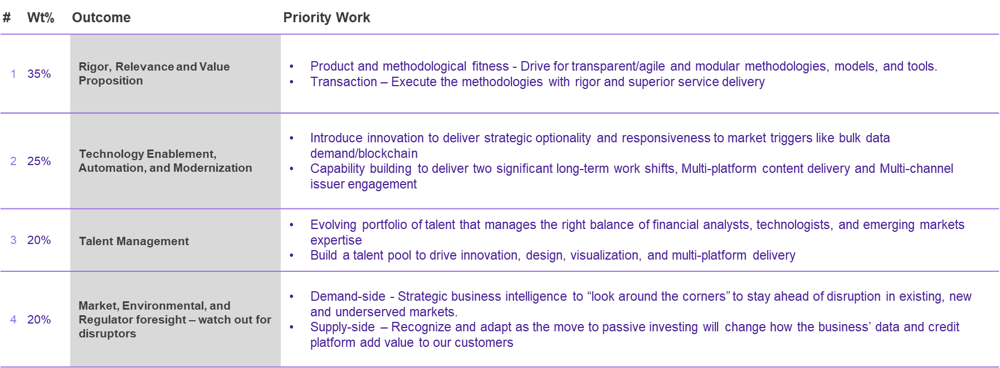 # Wt% Outcome Priority Work
1 35%
Rigor, Relevance and Value
Proposition
• Product and methodological fitness - Drive for transparent/agile and modular methodologies, models, and tools.
• Transaction – Execute the methodologies with rigor and superior service delivery
2 25%
Technology Enablement,
Automation, and Modernization
• Introduce innovation to deliver strategic optionality and responsiveness to market triggers like bulk data
demand/blockchain
• Capability building to deliver two significant long-term work shifts, Multi-platform content delivery and Multi-channel
issuer engagement
3 20%
Talent Management
• Evolving portfolio of talent that manages the right balance of financial analysts, technologists, and emerging markets
expertise
• Build a talent pool to drive innovation, design, visualization, and multi-platform delivery
4 20%
Market, Environmental, and
Regulator foresight – watch out for
disruptors
• Demand-side - Strategic business intelligence to “look around the corners” to stay ahead of disruption in existing, new
and underserved markets.
• Supply-side – Recognize and adapt as the move to passive investing will change how the business’ data and credit
platform add value to our customers